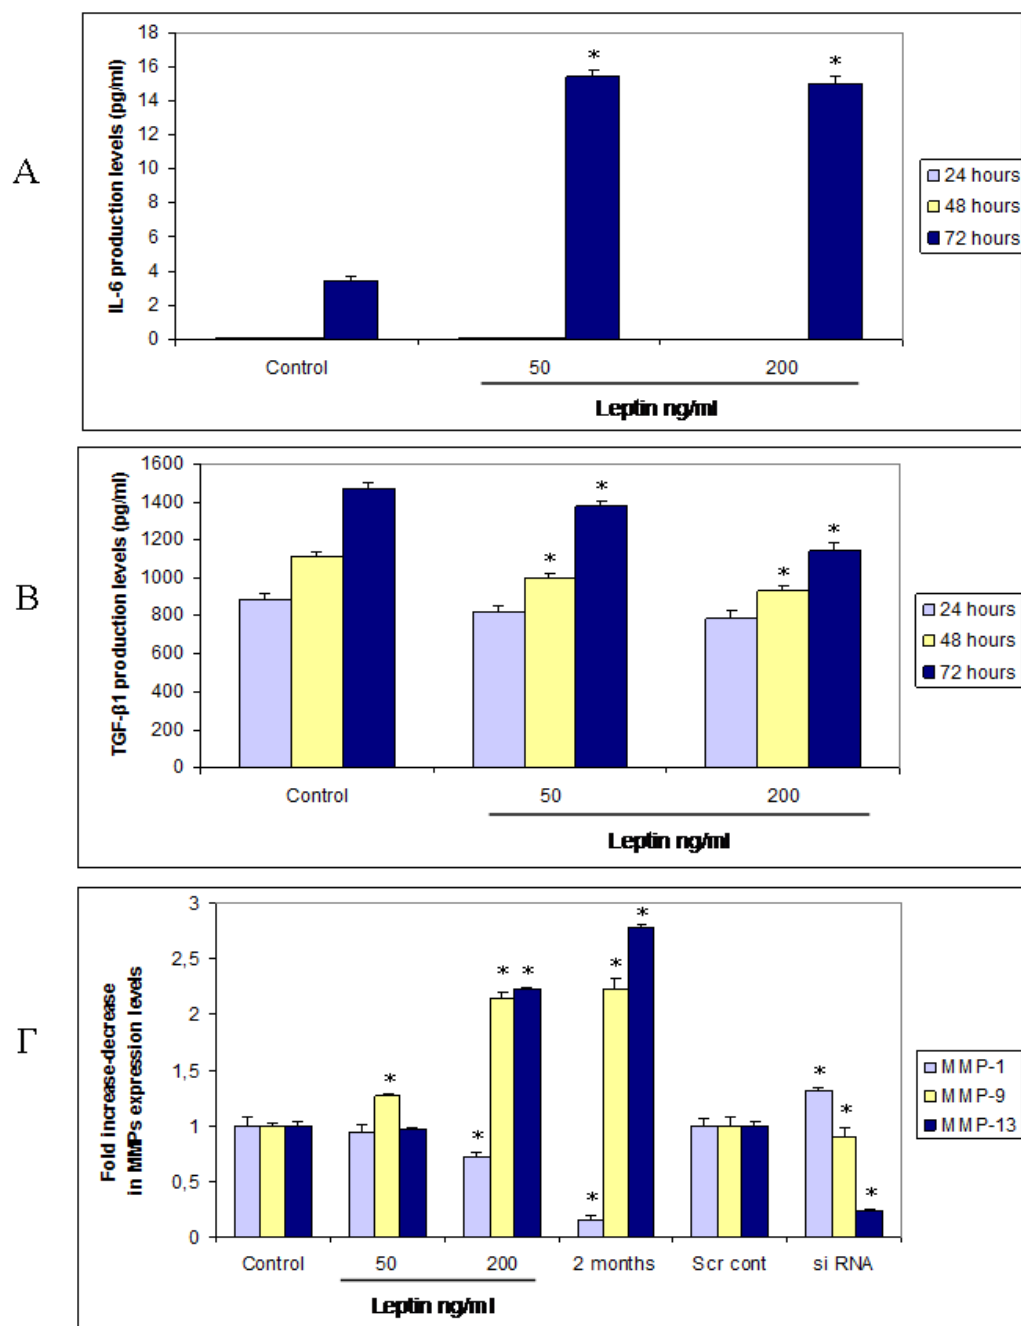 A
IL-6 production levels (pg/ml)
18
16
14
12
10
8
6
4
2
0
*
*
Control
50
200
Leptin ng/ml
24 hours
48 hours
72 hours
B
TGF-β1 production levels (pg/ml)
1600
1400
1200
1000
800
600
400
200
0
*
*
*
*
Control
50
200
Leptin ng/ml
24 hours
48 hours
72 hours
Γ
Fold increase-decrease
in MMPs expression levels
3
2,5
2
1,5
1
0,5
0
*
*
*
*
*
*
*
*
*
*
Control
50
200
2 months
Scr cont
si RNA
Leptin ng/ml
MMP-1
MMP-9
MMP-13